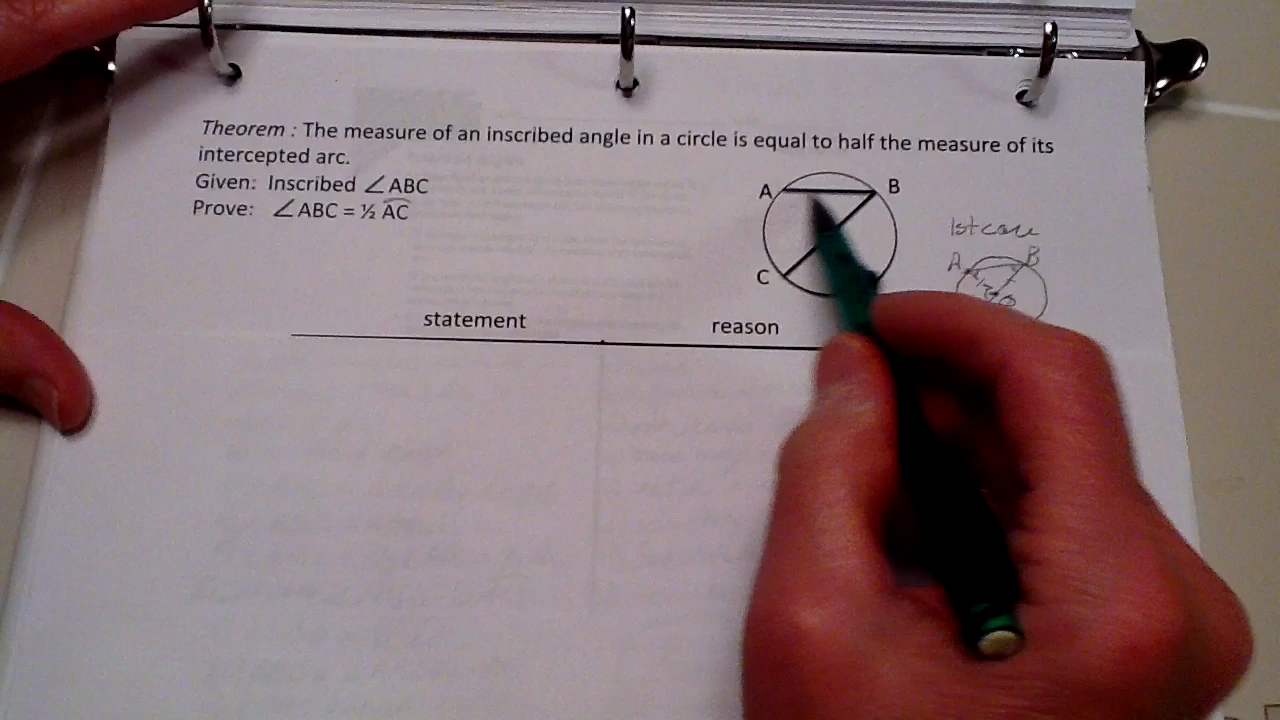 Theorem : The measure of an inscribed angle in a circle is equal to half the measure of its
intercepted arc.
Given: Inscribed ∠ABC
Prove: ∠ABC = ½ AC
A B
C
1st case
A B
statement reason